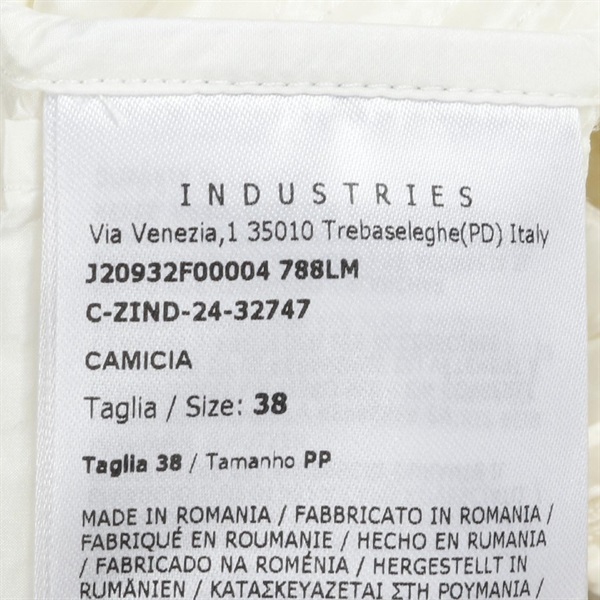 INDUSTRIES
Via Venezia,1 35010 Trebaseleghe(PD) Italy
J20932F00004 788LM
C-ZIND-24-32747
CAMICIA
Taglia / Size: 38
Taglia 38 / Tamanho PP
MADE IN ROMANIA / FABBRICATO IN ROMANIA /
FABRIQUÉ EN ROUMANIE / HECHO EN RUMANIA
/ FABRICADO NA ROMÉNIA / HERGESTELLT IN
RUMÄNIEN / ΚΑΤΑΣΚΕΥΑΖΕΤΑΙ ΣΤΗ ΡΟΥΜΑΝΙΑ /